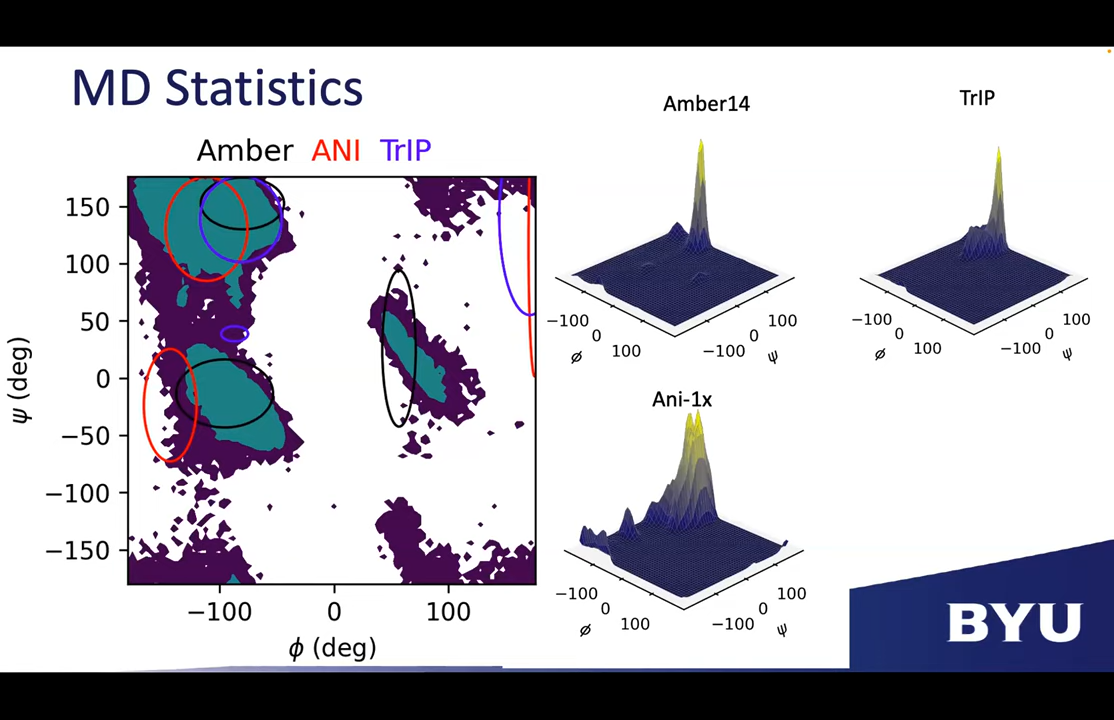 MD Statistics
Amber ANI TrIP
150
100
50
0
−50
−100
−150
ψ (deg)
−100 0 100
ϕ (deg)
Amber14
−100
0
100
ϕ
−100
0
100
ψ
TrIP
−100
0
100
ϕ
−100
0
100
ψ
Ani-1x
−100
0
100
ϕ
−100
0
100
ψ
BYU